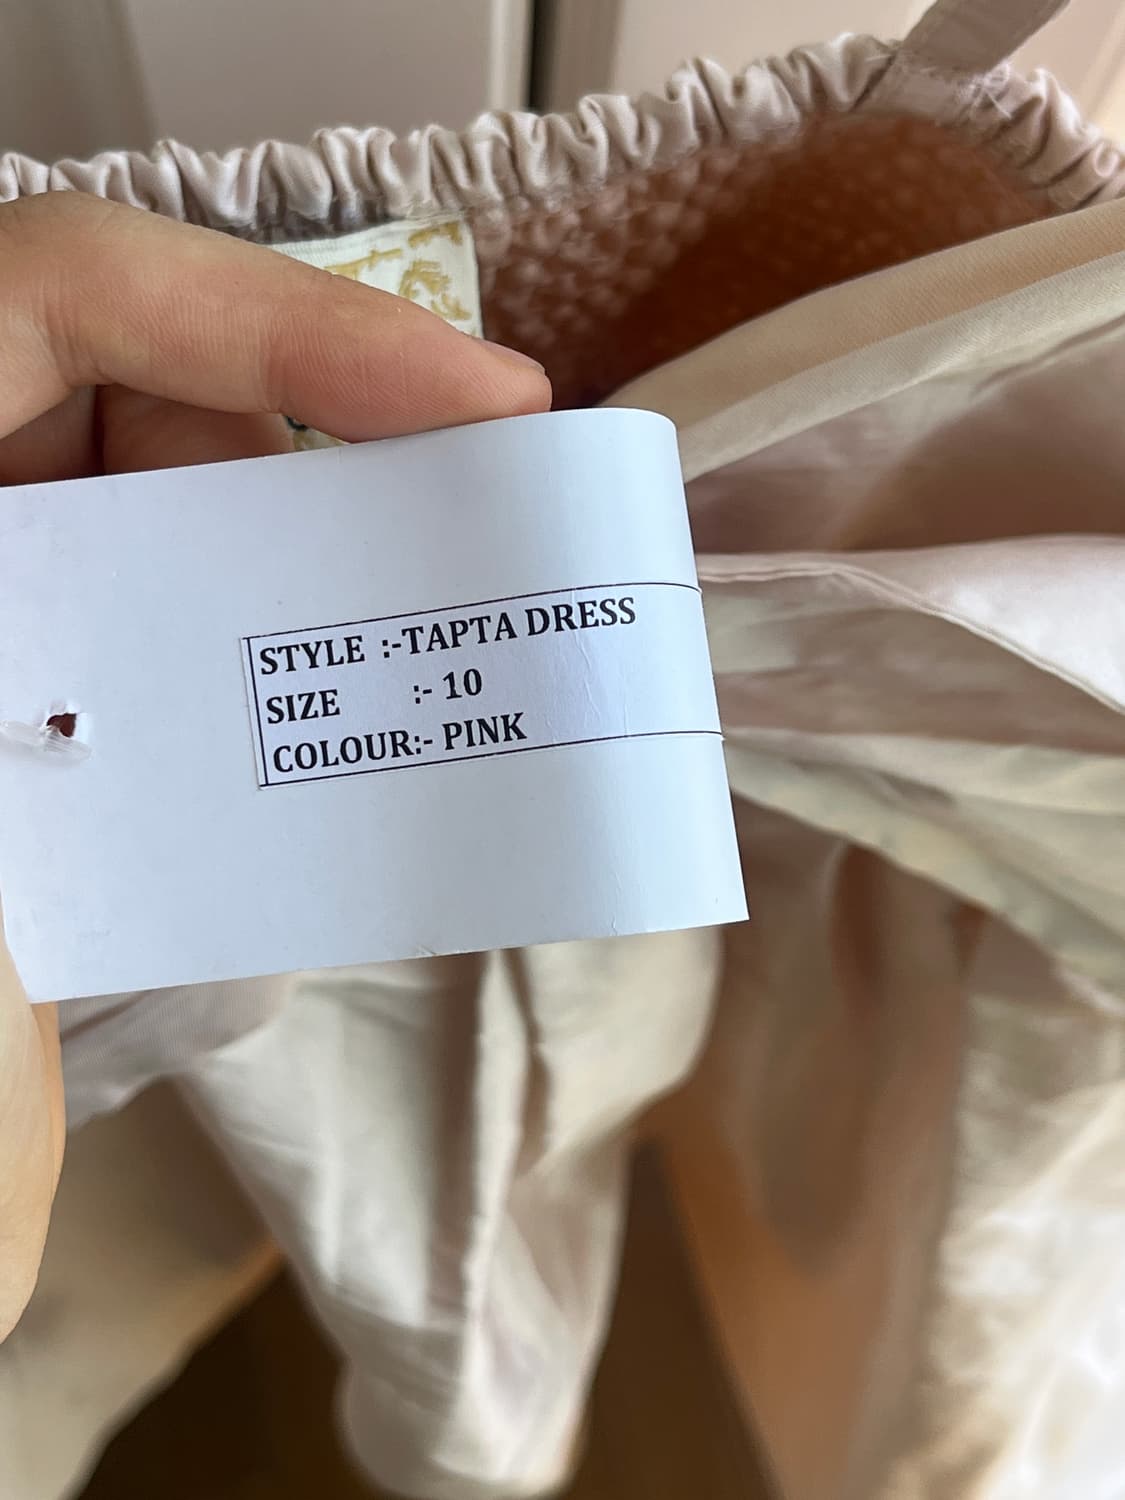 STYLE :-TAPTA DRESS
SIZE :- 10
COLOUR:- PINK